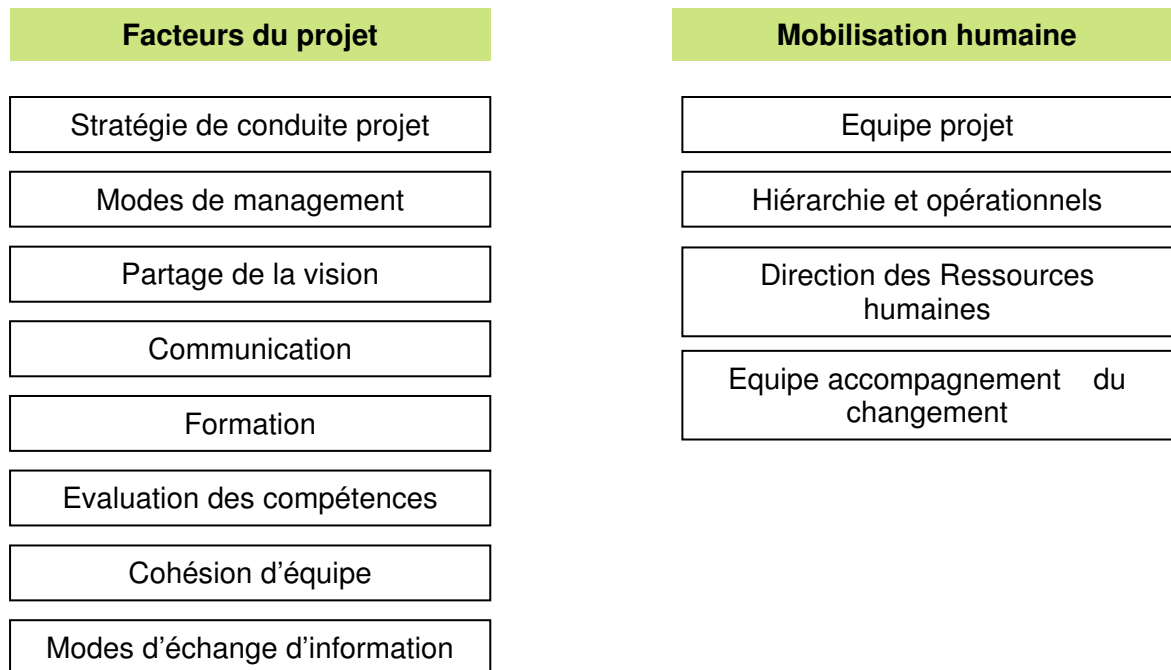 Facteurs du projet
Stratégie de conduite projet
Modes de management
Partage de la vision
Communication
Formation
Evaluation des compétences
Cohésion d'équipe
Modes d'échange d'information
Mobilisation humaine
Equipe projet
Hiérarchie et opérationnels
Direction des Ressources
humaines
Equipe accompagnement du
changement